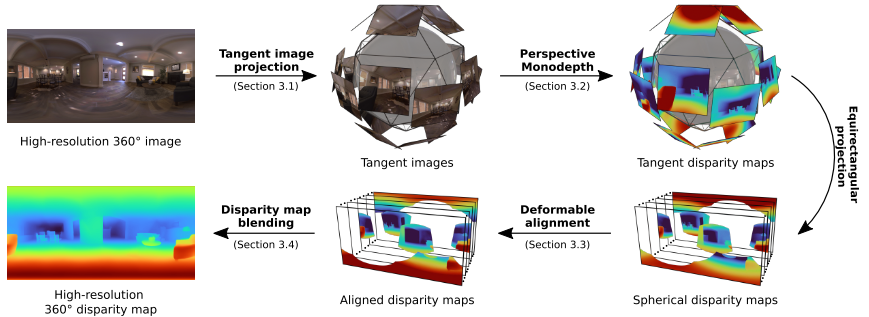 Tangent image
projection
(Section 3.1)
Perspective
Monodepth
(Section 3.2)
High-resolution 360° image
Tangent images
Tangent disparity maps
Equirectangular
projection
Disparity map
blending
(Section 3.4)
Deformable
alignment
(Section 3.3)
High-resolution
360° disparity map
Aligned disparity maps
Spherical disparity maps